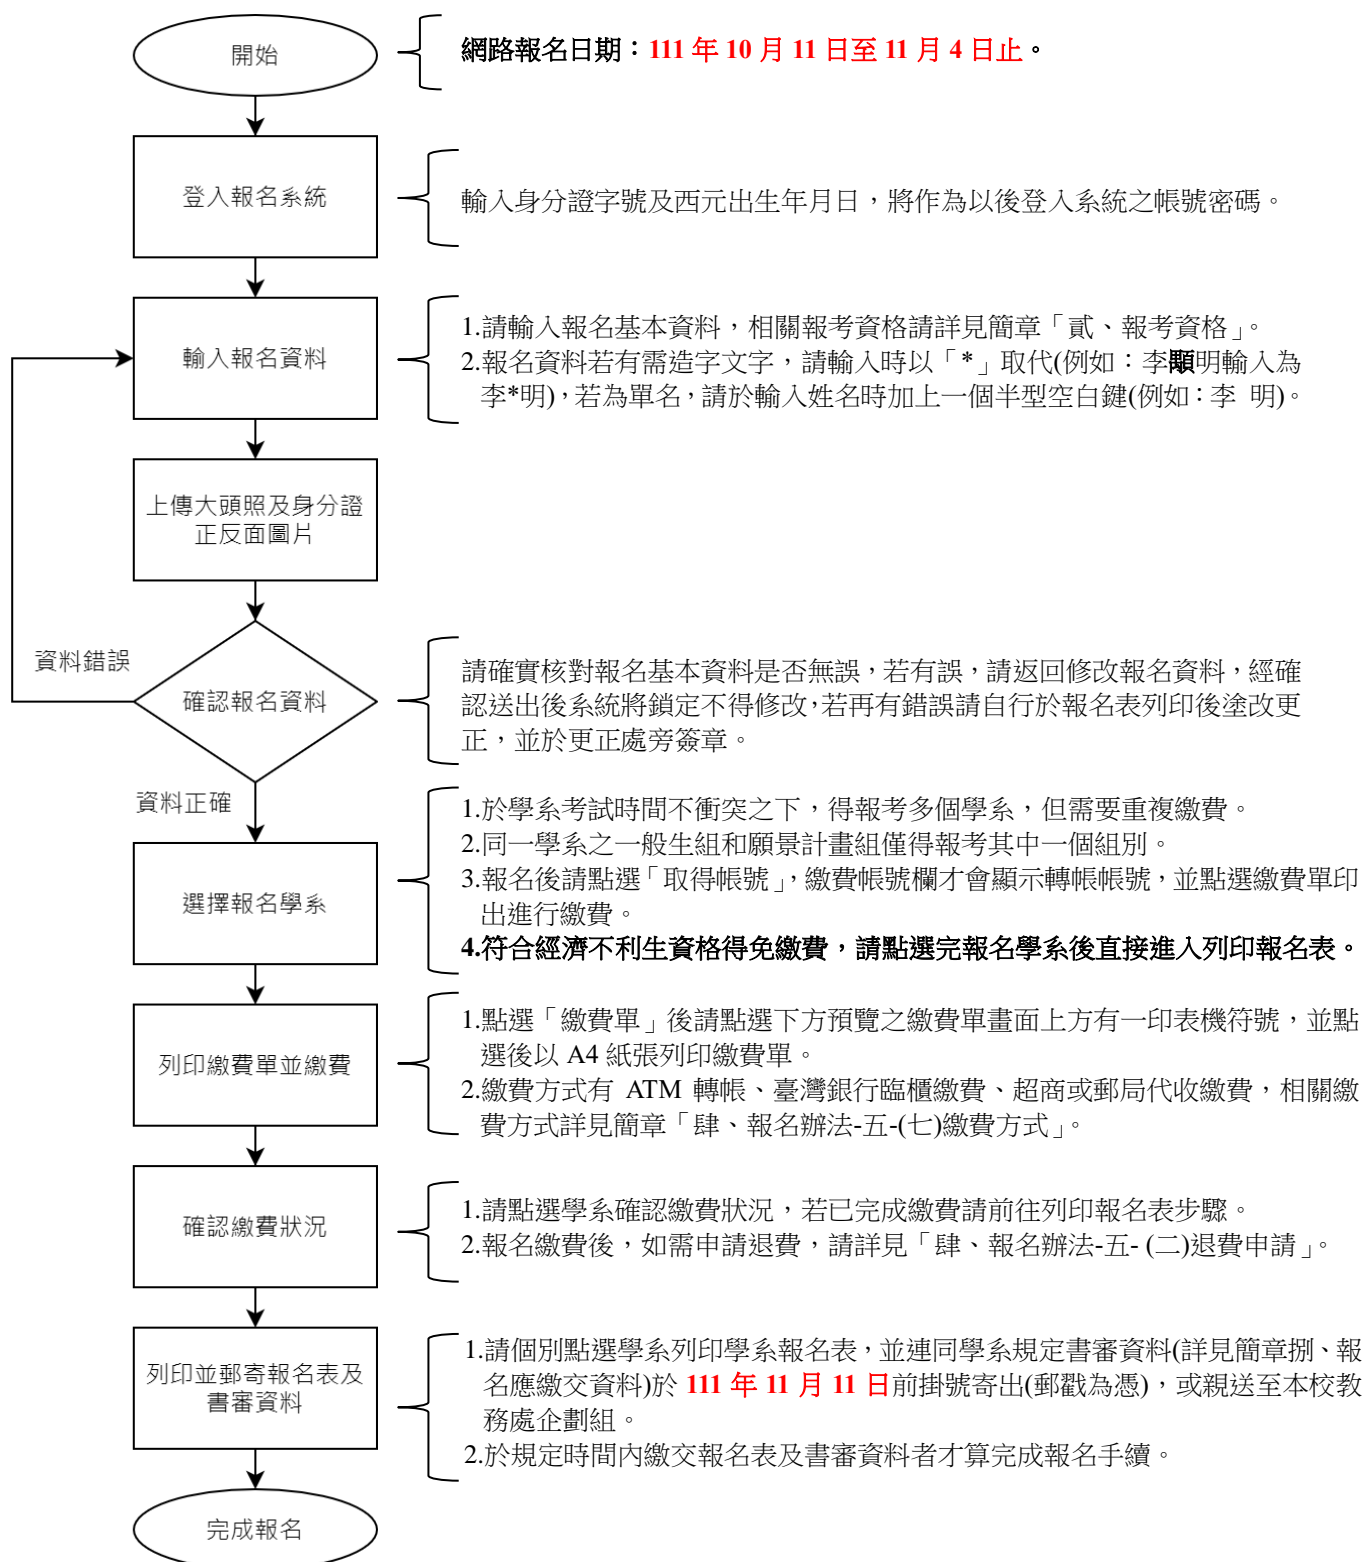 開始
網路報名日期：111 年 10 月 11 日至 11 月 4 日止。
登入報名系統
輸入身分證字號及西元出生年月日，將作為以後登入系統之帳號密碼。
輸入報名資料
1.請輸入報名基本資料，相關報考資格請詳見簡章「貳、報考資格」。
2.報名資料若有需造字文字，請輸入時以「*」取代(例如：李顯明輸入為
李*明)，若為單名，請於輸入姓名時加上一個半型空白鍵(例如：李 明)。
上傳大頭照及身分證
正反面圖片
資料錯誤
確認報名資料
請確實核對報名基本資料是否無誤，若有誤，請返回修改報名資料，經確
認送出後系統將鎖定不得修改，若再有錯誤請自行於報名表列印後塗改更
正，並於更正處旁簽章。
資料正確
選擇報名學系
1.於學系考試時間不衝突之下，得報考多個學系，但需要重複繳費。
2.同一學系之一般生組和願景計畫組僅得報考其中一個組別。
3.報名後請點選「取得帳號」，繳費帳號欄才會顯示轉帳帳號，並點選繳費單印
出進行繳費。
4.符合經濟不利生資格得免繳費，請點選完報名學系後直接進入列印報名表。
列印繳費單並繳費
1.點選「繳費單」後請點選下方預覽之繳費單畫面上方有一印表機符號，並點
選後以 A4 紙張列印繳費單。
2.繳費方式有 ATM 轉帳、臺灣銀行臨櫃繳費、超商或郵局代收繳費，相關繳
費方式詳見簡章「肆、報名辦法-五-(七)繳費方式」。
確認繳費狀況
1.請點選學系確認繳費狀況，若已完成繳費請前往列印報名表步驟。
2.報名繳費後，如需申請退費，請詳見「肆、報名辦法-五- (二)退費申請」。
列印並郵寄報名表及
書審資料
1.請個別點選學系列印學系報名表，並連同學系規定書審資料(詳見簡章捌、報
名應繳交資料)於 111 年 11 月 11 日前掛號寄出(郵戳為憑)，或親送至本校教
務處企劃組。
2.於規定時間內繳交報名表及書審資料者才算完成報名手續。
完成報名